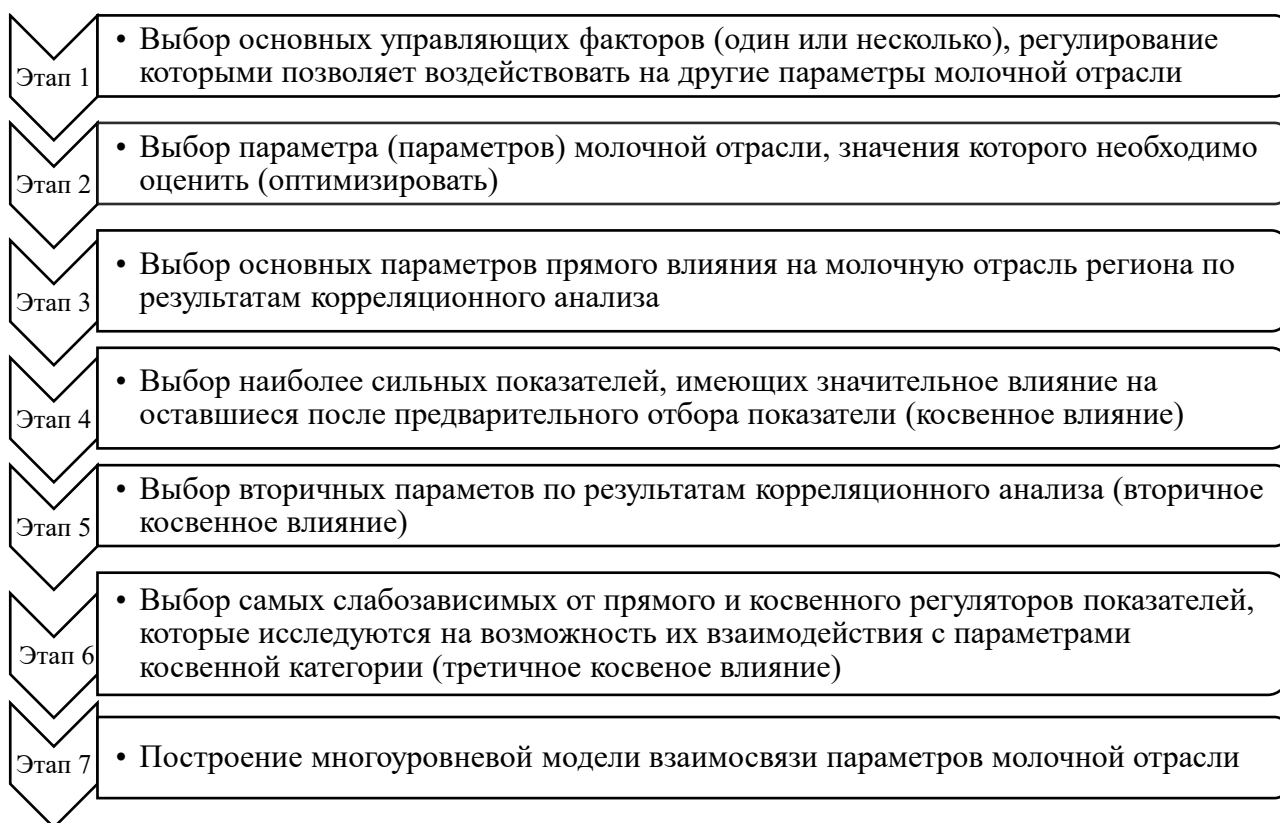 Этап 1
• Выбор основных управляющих факторов (один или несколько), регулирование
которыми позволяет воздействовать на другие параметры молочной отрасли
Этап 2
• Выбор параметра (параметров) молочной отрасли, значения которого необходимо
оценить (оптимизировать)
Этап 3
• Выбор основных параметров прямого влияния на молочную отрасль региона по
результатам корреляционного анализа
Этап 4
• Выбор наиболее сильных показателей, имеющих значительное влияние на
оставшиеся после предварительного отбора показатели (косвенное влияние)
Этап 5
• Выбор вторичных параметов по результатам корреляционного анализа (вторичное
косвенное влияние)
Этап 6
• Выбор самых слабозависимых от прямого и косвенного регуляторов показателей,
которые исследуются на возможность их взаимодействия с параметрами
косвенной категории (третичное косвеное влияние)
Этап 7
• Построение многоуровневой модели взаимосвязи параметров молочной отрасли